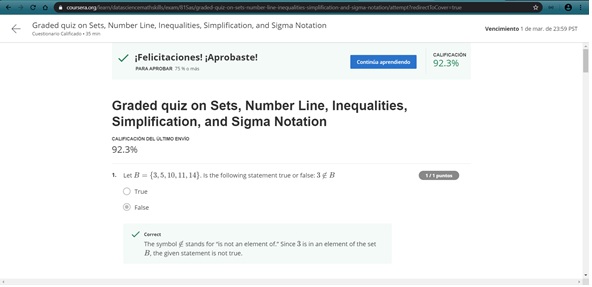 coursera.org/learn/datasciencemathskills/exam/815as/graded-quiz-on-sets-number-line-inequalities-simplification-and-sigma-notation/attempt?redirectToCover=true
Graded quiz on Sets, Number Line, Inequalities, Simplification, and Sigma Notation
Cuestionario Calificado • 35 min
Vencimiento 1 de mar. de 23:59 PST
¡Felicitaciones! ¡Aprobaste!
PARA APROBAR 75 % o más
Continúa aprendiendo
CALIFICACIÓN
92.3%
Graded quiz on Sets, Number Line, Inequalities,
Simplification, and Sigma Notation
CALIFICACIÓN DEL ÚLTIMO ENVÍO
92.3%
1. Let B = {3, 5, 10, 11, 14}. Is the following statement true or false: 3 ∉ B
1 / 1 puntos
True
False
Correct
The symbol ∉ stands for "is not an element of." Since 3 is in an element of the set
B, the given statement is not true.